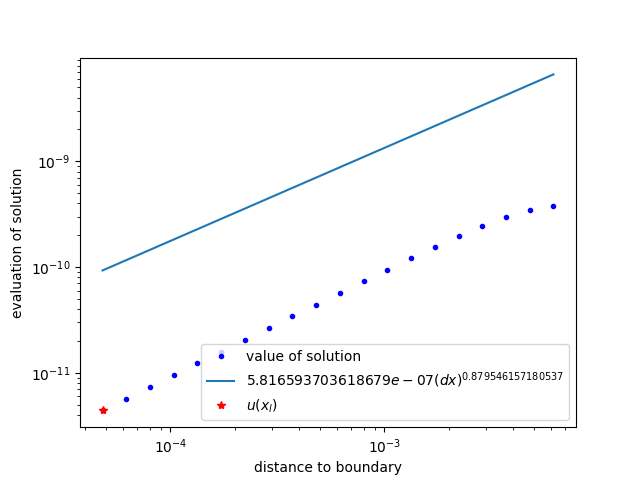 10⁻⁹
10⁻¹⁰
10⁻¹¹
evaluation of solution
value of solution
5.816593703618679e − 07(dx)^0.879546157180537
u(x_l)
10⁻⁴
10⁻³
distance to boundary